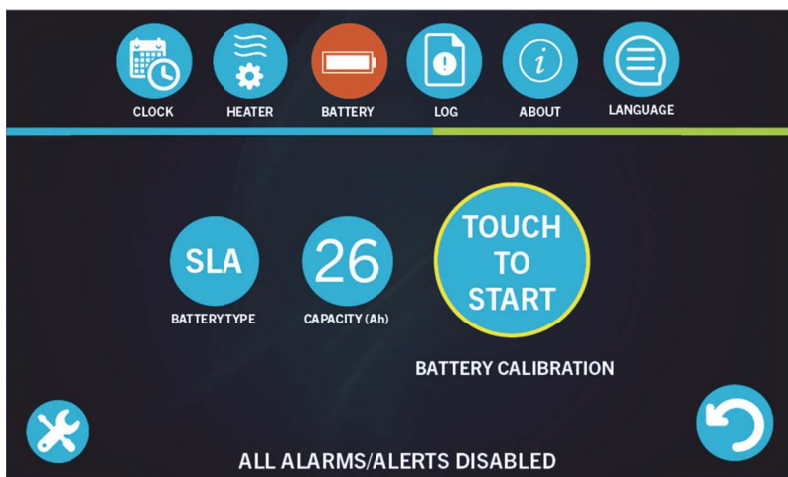 CLOCK
HEATER
BATTERY
LOG
ABOUT
LANGUAGE
SLA
BATTERYTYPE
26
CAPACITY (Ah)
TOUCH
TO
START
BATTERY CALIBRATION
ALL ALARMS/ALERTS DISABLED